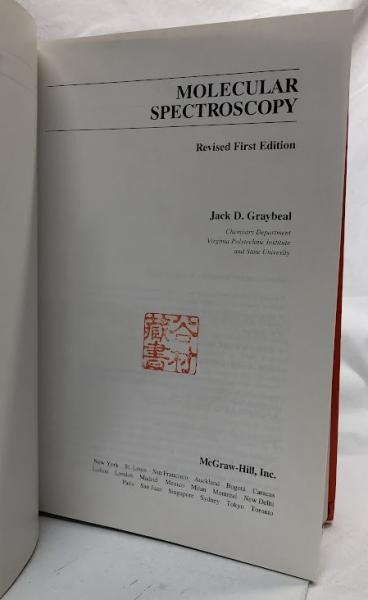 MOLECULAR
SPECTROSCOPY
Revised First Edition
Jack D. Graybeal
Chemistry Department
Virginia Polytechnic Institute
and State University
谷村
藏書
McGraw-Hill, Inc.
New York St. Louis San Francisco Auckland Bogotá Caracas
Lisbon London Madrid Mexico Milan Montreal New Delhi
Paris San Juan Singapore Sydney Tokyo Toronto